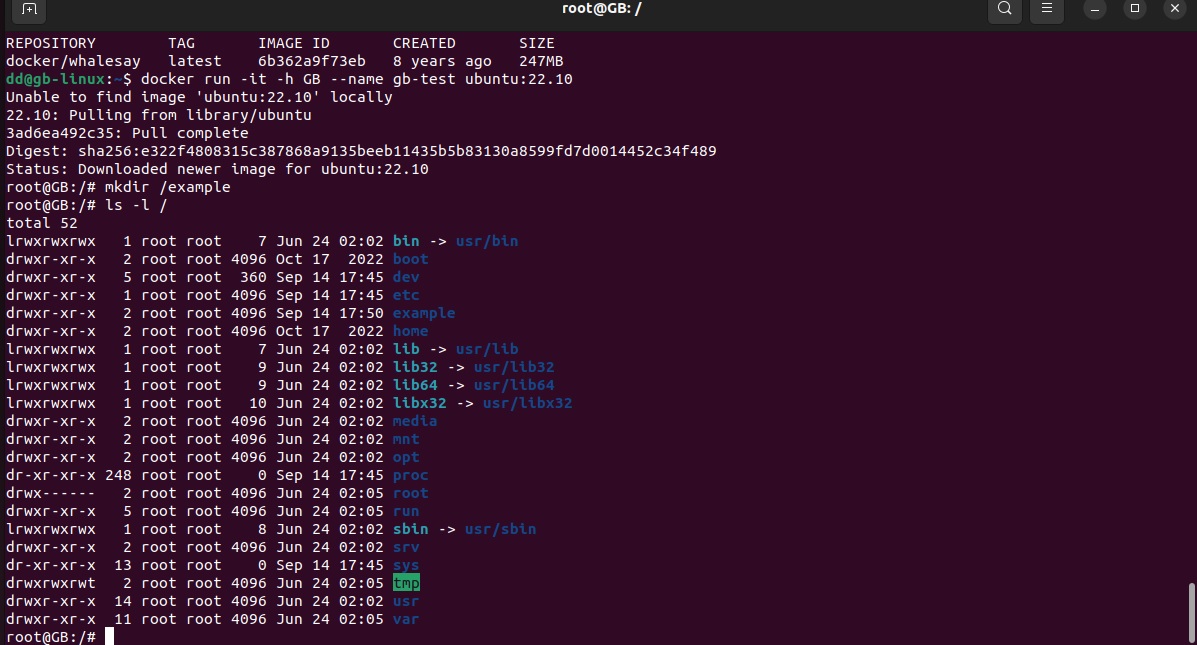 root@GB: /
REPOSITORY        TAG       IMAGE ID       CREATED       SIZE
docker/whalesay   latest    6b362a9f73eb   8 years ago   247MB
dd@gb-linux:~$ docker run -it -h GB --name gb-test ubuntu:22.10
Unable to find image 'ubuntu:22.10' locally
22.10: Pulling from library/ubuntu
3ad6ea492c35: Pull complete
Digest: sha256:e322f4808315c387868a9135beeb11435b5b83130a8599fd7d0014452c34f489
Status: Downloaded newer image for ubuntu:22.10
root@GB:/# mkdir /example
root@GB:/# ls -l /
total 52
lrwxrwxrwx   1 root root    7 Jun 24 02:02 bin -> usr/bin
drwxr-xr-x   2 root root 4096 Oct 17  2022 boot
drwxr-xr-x   5 root root  360 Sep 14 17:45 dev
drwxr-xr-x   1 root root 4096 Sep 14 17:45 etc
drwxr-xr-x   2 root root 4096 Sep 14 17:50 example
drwxr-xr-x   2 root root 4096 Oct 17  2022 home
lrwxrwxrwx   1 root root    7 Jun 24 02:02 lib -> usr/lib
lrwxrwxrwx   1 root root    9 Jun 24 02:02 lib32 -> usr/lib32
lrwxrwxrwx   1 root root    9 Jun 24 02:02 lib64 -> usr/lib64
lrwxrwxrwx   1 root root   10 Jun 24 02:02 libx32 -> usr/libx32
drwxr-xr-x   2 root root 4096 Jun 24 02:02 media
drwxr-xr-x   2 root root 4096 Jun 24 02:02 mnt
drwxr-xr-x   2 root root 4096 Jun 24 02:02 opt
dr-xr-xr-x 248 root root    0 Sep 14 17:45 proc
drwx------   2 root root 4096 Jun 24 02:05 root
drwxr-xr-x   5 root root 4096 Jun 24 02:05 run
lrwxrwxrwx   1 root root    8 Jun 24 02:02 sbin -> usr/sbin
drwxr-xr-x   2 root root 4096 Jun 24 02:02 srv
dr-xr-xr-x  13 root root    0 Sep 14 17:45 sys
drwxrwxrwt   2 root root 4096 Jun 24 02:05 tmp
drwxr-xr-x  14 root root 4096 Jun 24 02:02 usr
drwxr-xr-x  11 root root 4096 Jun 24 02:05 var
root@GB:/#